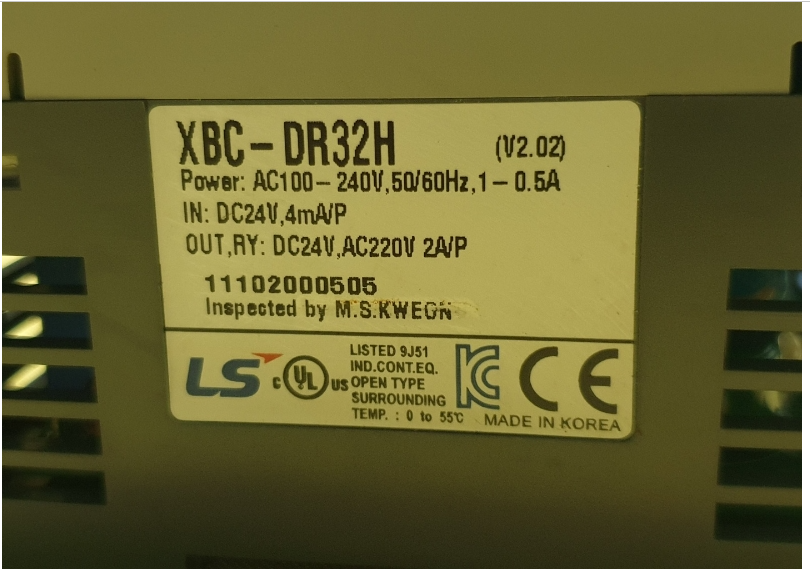 XBC-DR32H (V2.02)
Power: AC100-240V,50/60Hz,1-0.5A
IN: DC24V,4mA/P
OUT,RY: DC24V,AC220V 2A/P
11102000505
Inspected by M.S.KWEON
LS
c UL us
LISTED 9J51
IND.CONT.EQ.
OPEN TYPE
SURROUNDING
TEMP. : 0 to 55℃
KC CE
MADE IN KOREA